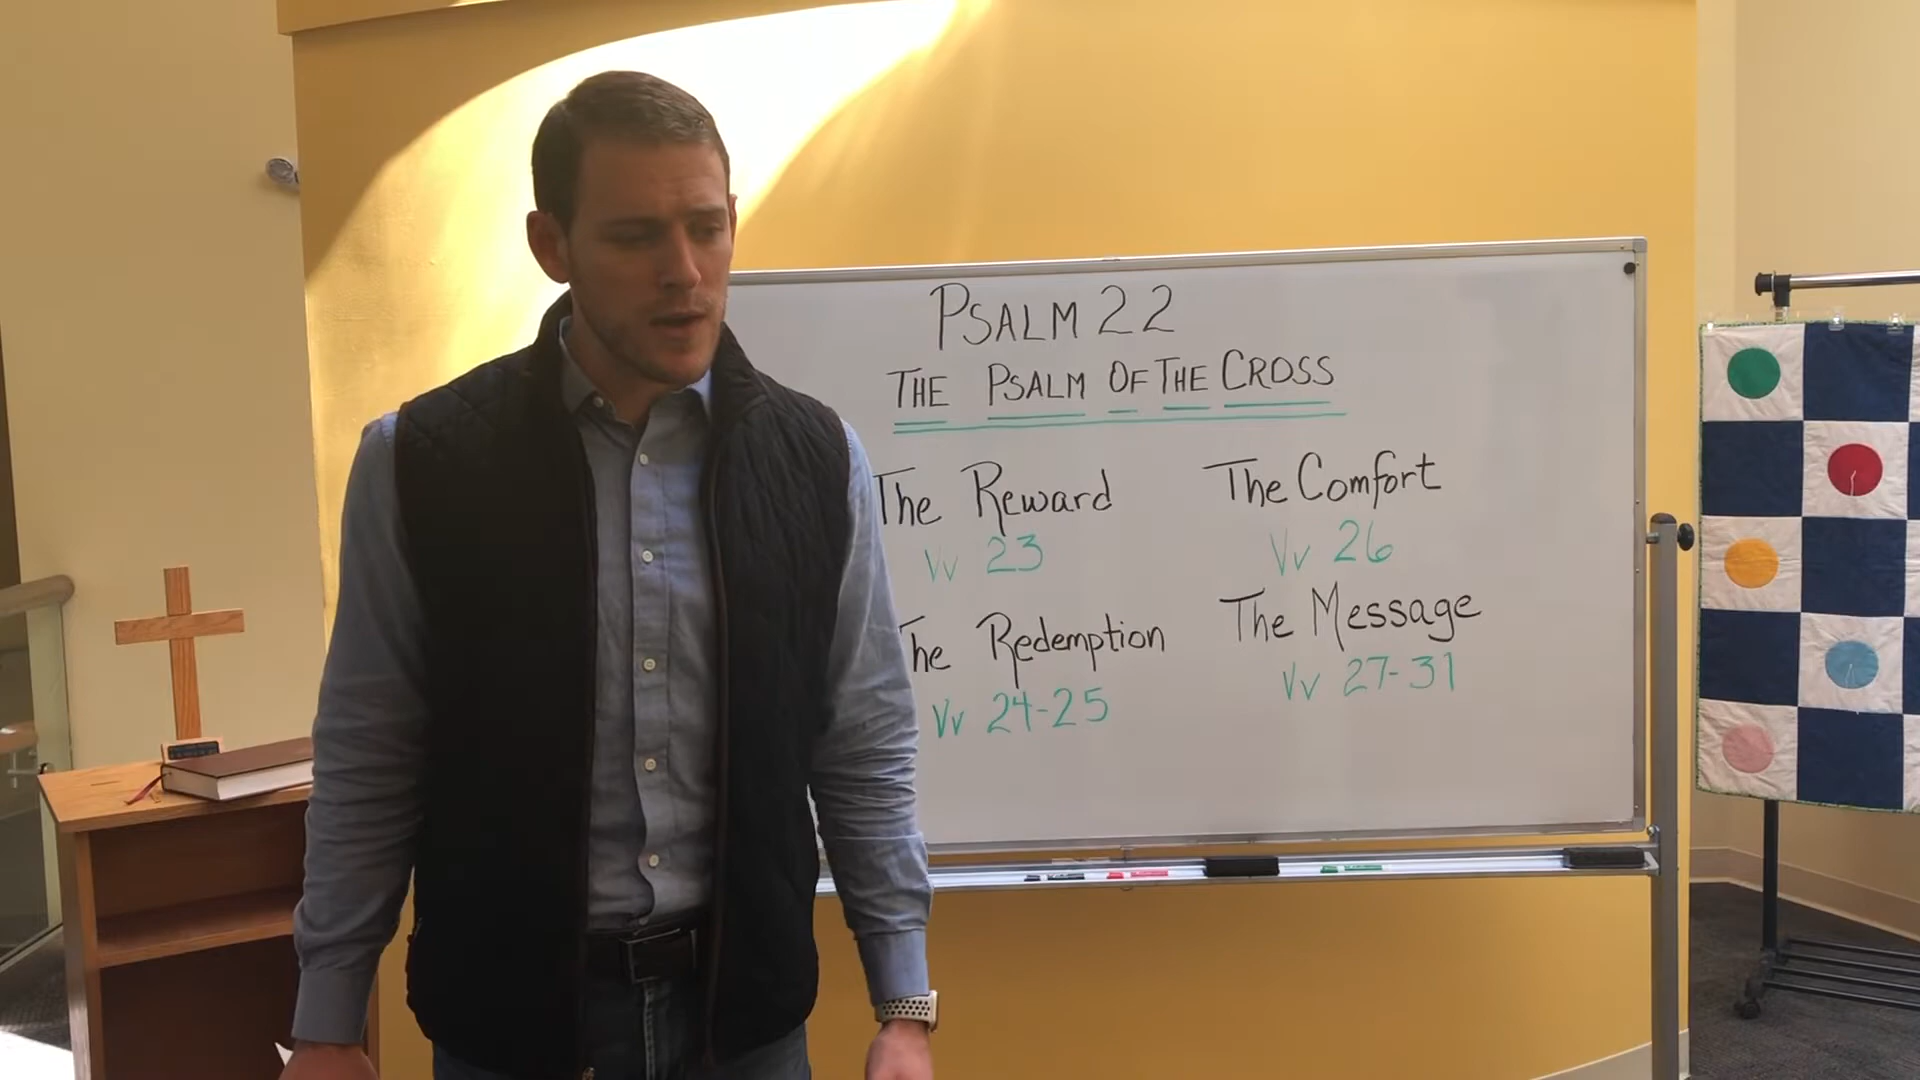 PSALM 22
THE PSALM OF THE CROSS
The Reward
Vv 23
The Redemption
Vv 24-25
The Comfort
Vv 26
The Message
Vv 27-31